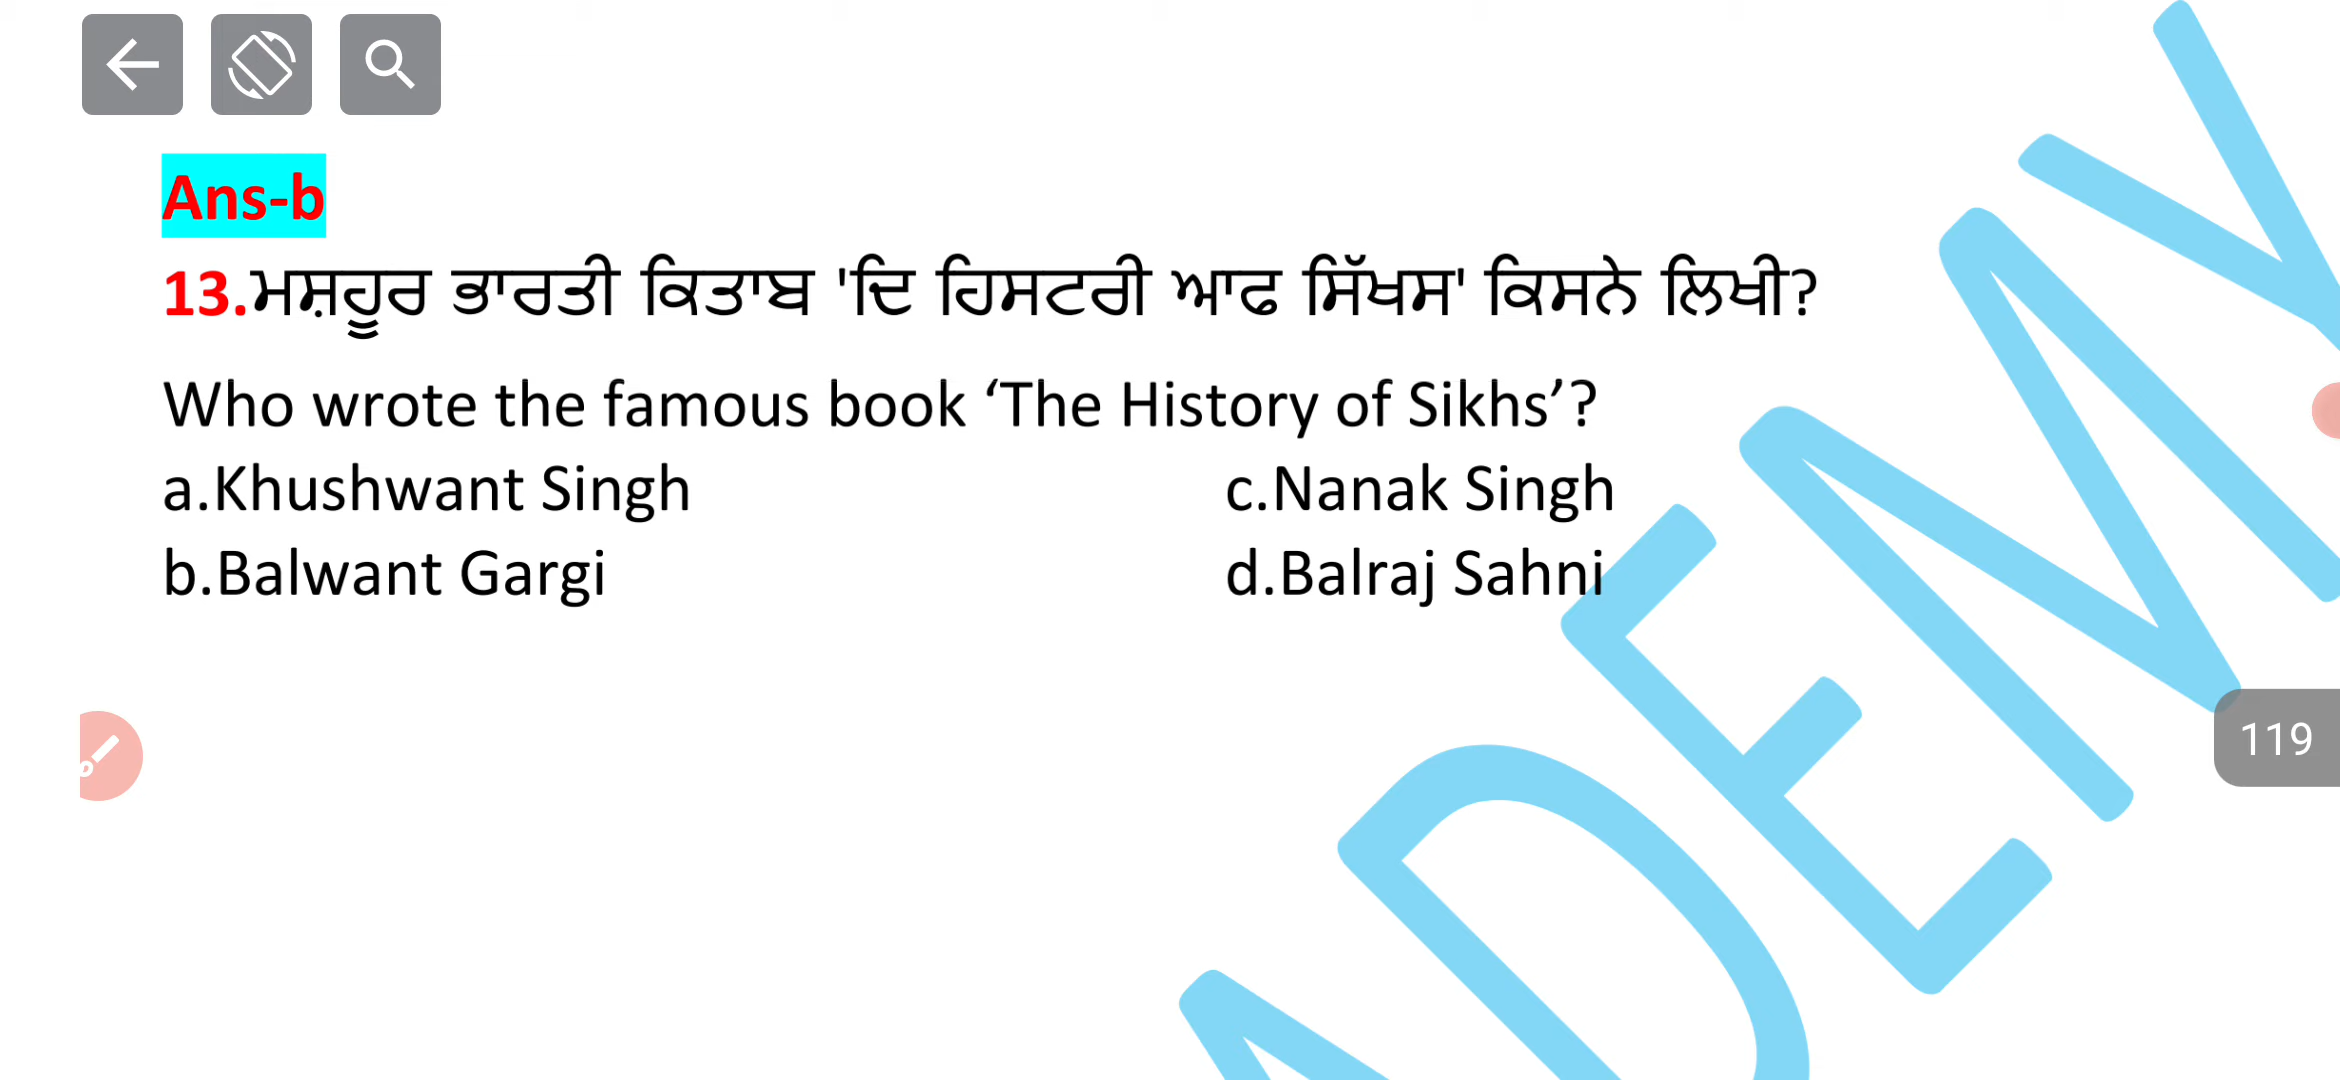 Ans-b
13.ਮਸ਼ਹੂਰ ਭਾਰਤੀ ਕਿਤਾਬ 'ਦਿ ਹਿਸਟਰੀ ਆਫ ਸਿੱਖਸ' ਕਿਸਨੇ ਲਿਖੀ?
Who wrote the famous book ‘The History of Sikhs’?
a.Khushwant Singh c.Nanak Singh
b.Balwant Gargi d.Balraj Sahni
119
ADEMY